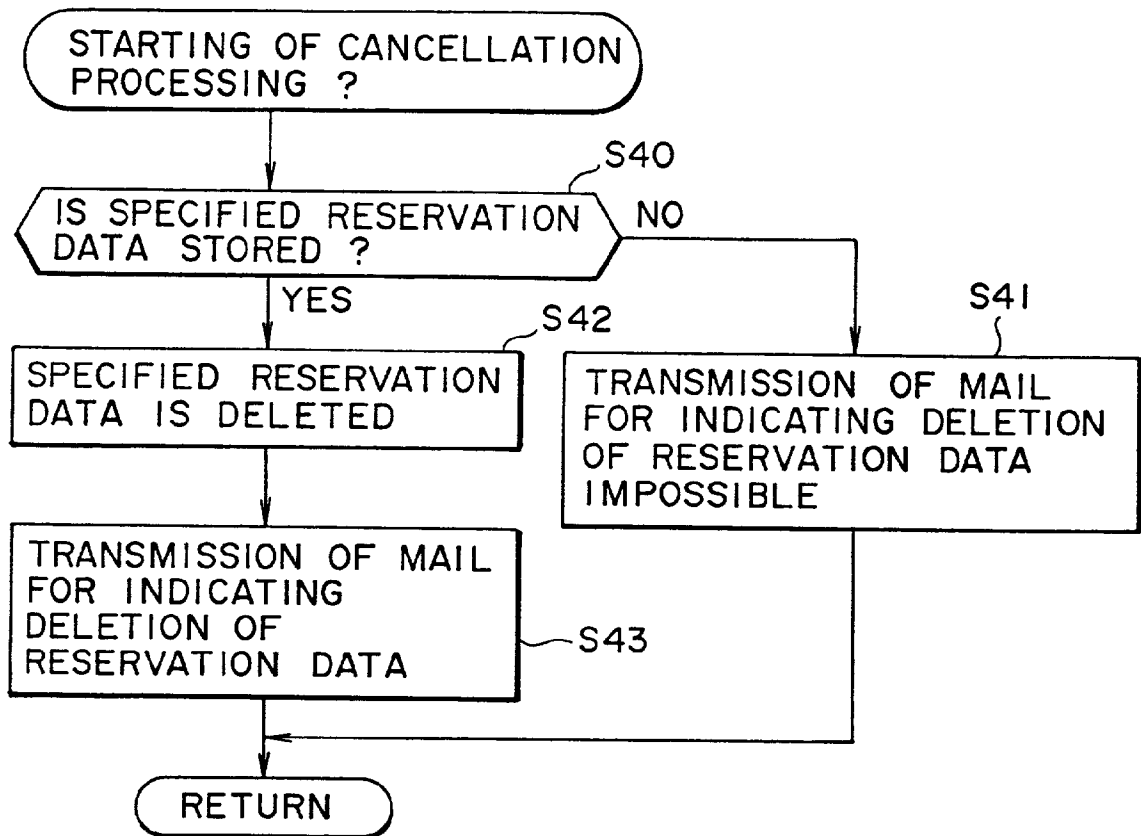 STARTING OF CANCELLATION
PROCESSING ?
S40
IS SPECIFIED RESERVATION
DATA STORED ?
NO
YES
S42
SPECIFIED RESERVATION
DATA IS DELETED
S41
TRANSMISSION OF MAIL
FOR INDICATING DELETION
OF RESERVATION DATA
IMPOSSIBLE
TRANSMISSION OF MAIL
FOR INDICATING
DELETION OF
RESERVATION DATA
S43
RETURN